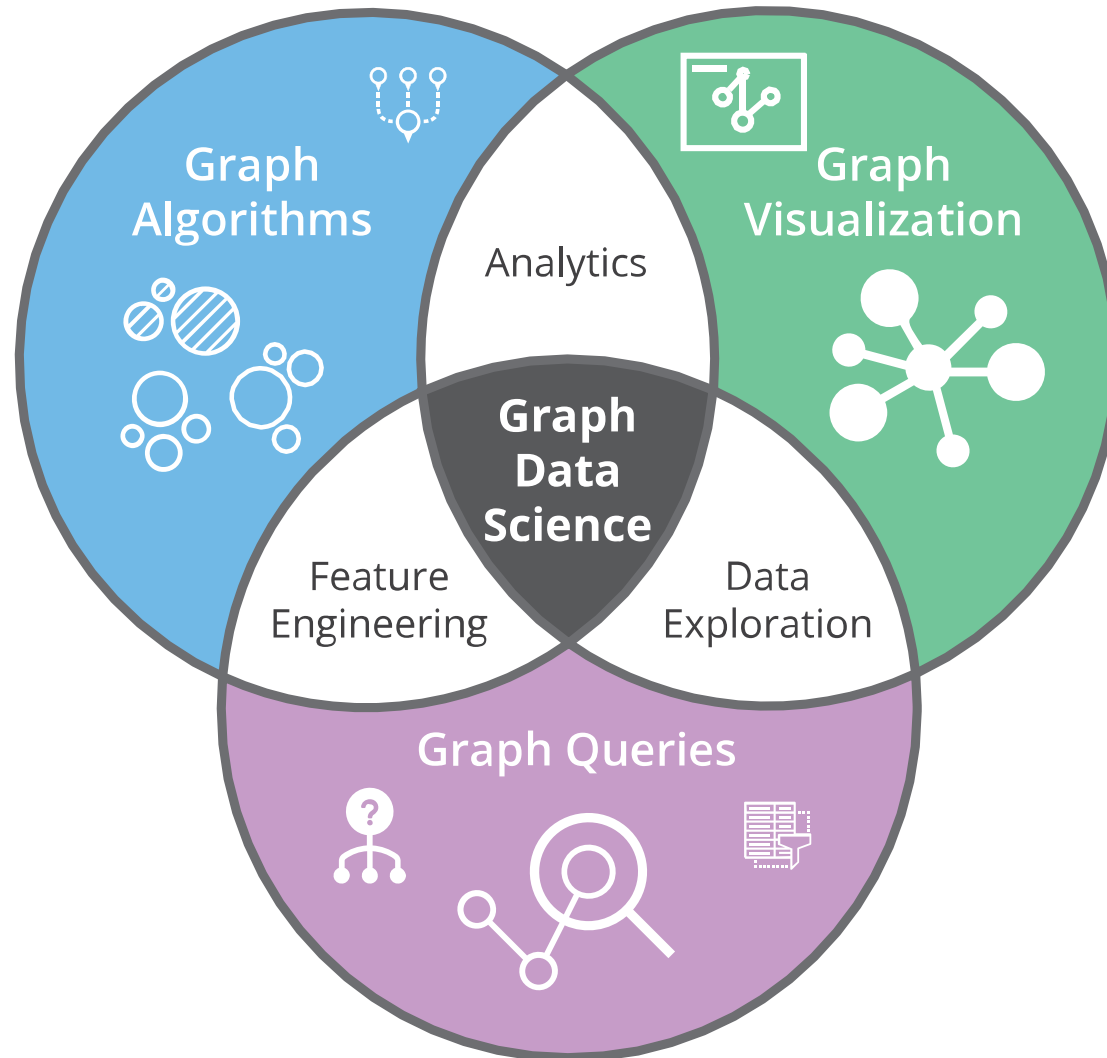 Graph
Algorithms
Graph
Visualization
Analytics
Graph
Data
Science
Feature
Engineering
Data
Exploration
Graph Queries
?